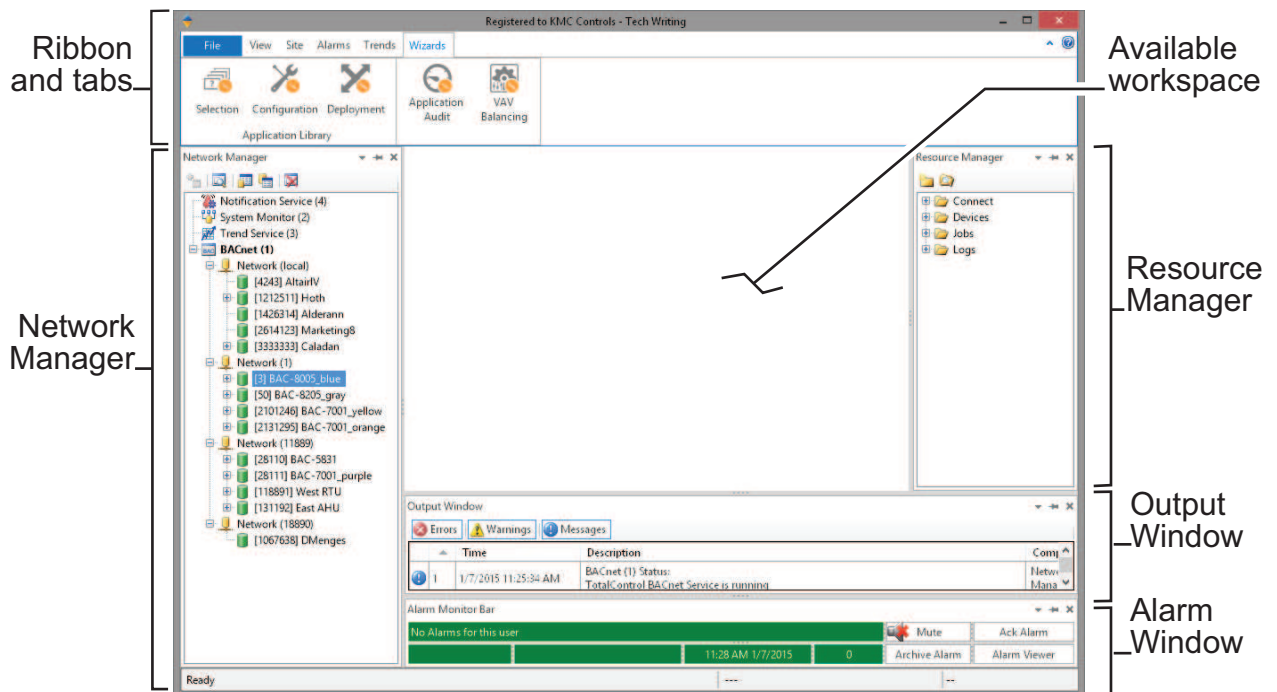 Ribbon
and tabs
Available
workspace
Network
Manager
Resource
Manager
Output
Window
Alarm
Window
Registered to KMC Controls - Tech Writing
File View Site Alarms Trends Wizards
Selection Configuration Deployment
Application Library
Application
Audit
VAV
Balancing
Network Manager
Notification Service (4)
System Monitor (2)
Trend Service (3)
BACnet (1)
Network (local)
[4243] AltairIV
[1212511] Hoth
[1426314] Alderann
[2614123] Marketing8
[3333333] Caladan
Network (1)
[3] BAC-8005_blue
[50] BAC-8205_gray
[2101246] BAC-7001_yellow
[2131295] BAC-7001_orange
Network (11889)
[28110] BAC-5831
[28111] BAC-7001_purple
[118891] West RTU
[131192] East AHU
Network (18890)
[1067638] DMenges
Resource Manager
Connect
Devices
Jobs
Logs
Output Window
Errors Warnings Messages
Time Description Comp
1 1/7/2015 11:25:34 AM
BACnet (1) Status:
TotalControl BACnet Service is running
Netwo
Mana
Alarm Monitor Bar
No Alarms for this user
Mute Ack Alarm
11:28 AM 1/7/2015 0
Archive Alarm Alarm Viewer
Ready --- --